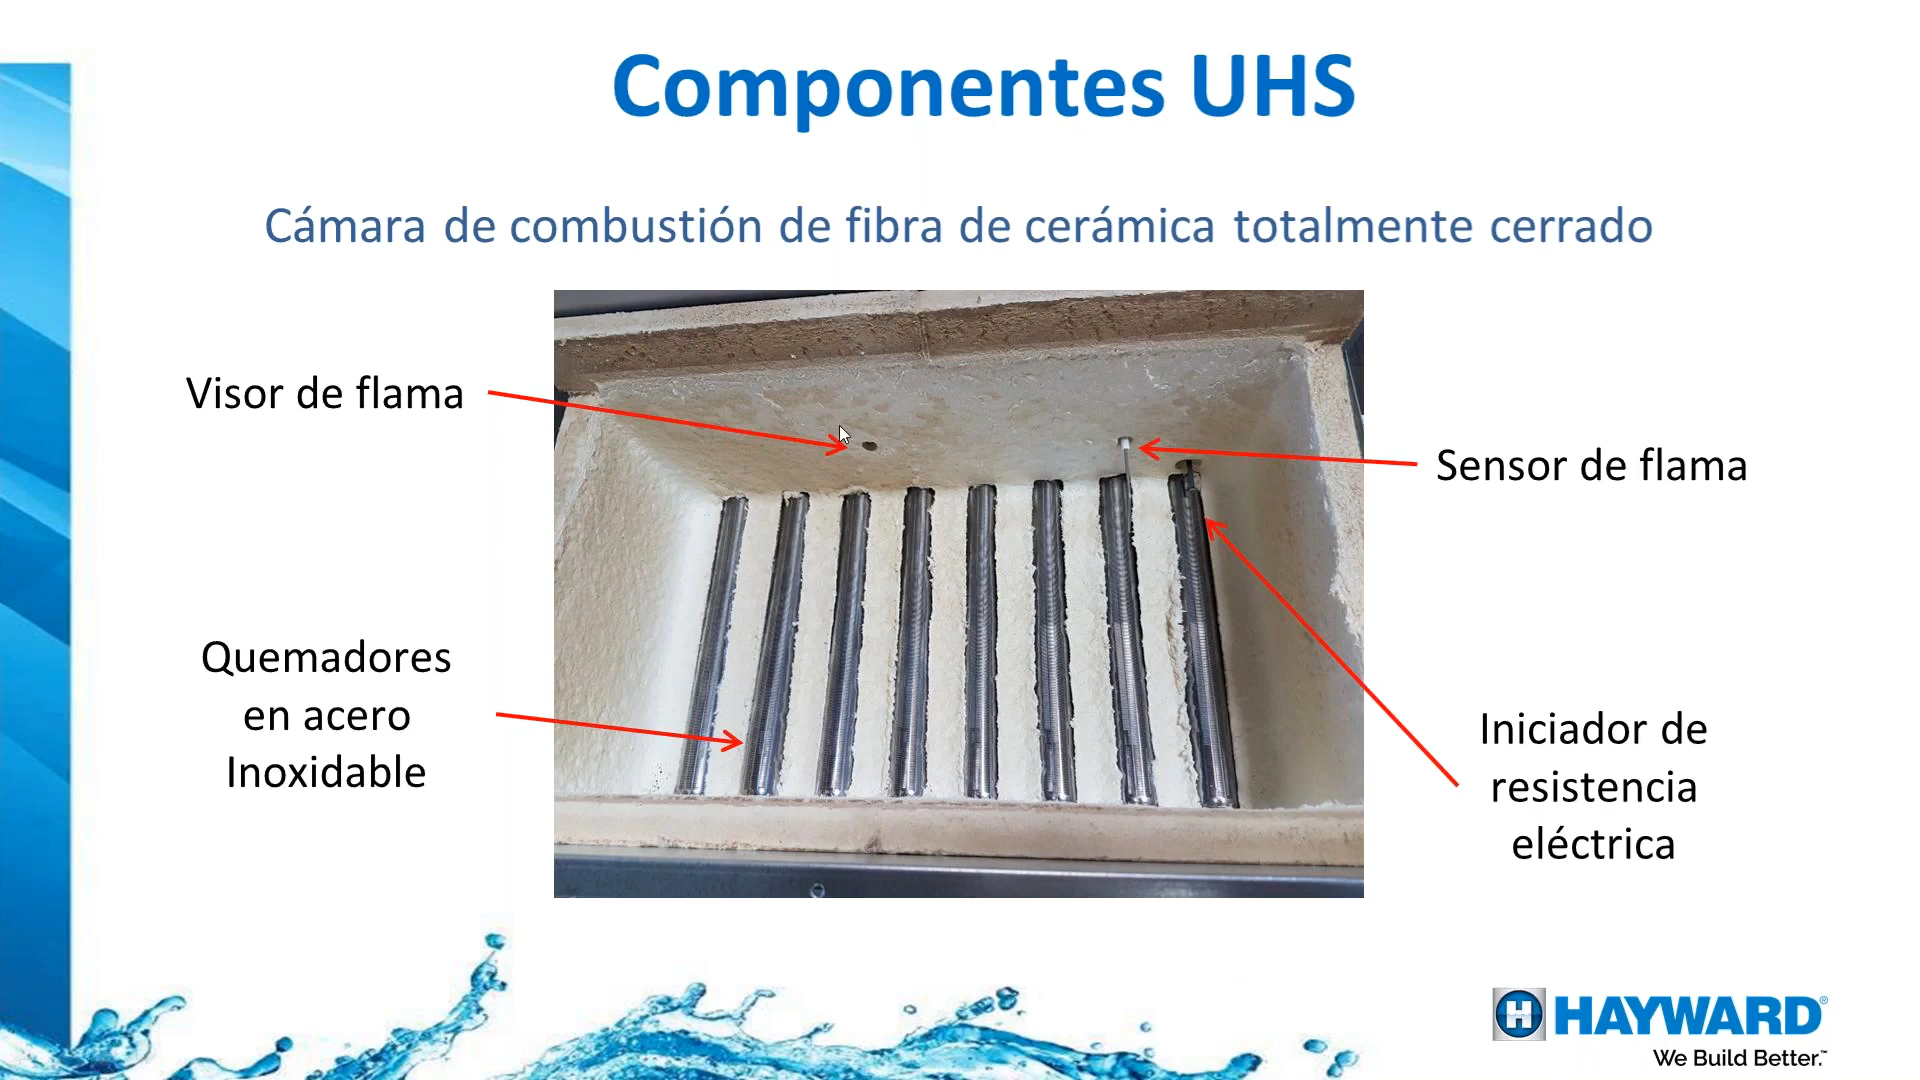 Componentes UHS
Cámara de combustión de fibra de cerámica totalmente cerrado
Visor de flama
Sensor de flama
Quemadores
en acero
Inoxidable
Iniciador de
resistencia
eléctrica
H HAYWARD®
We Build Better.™